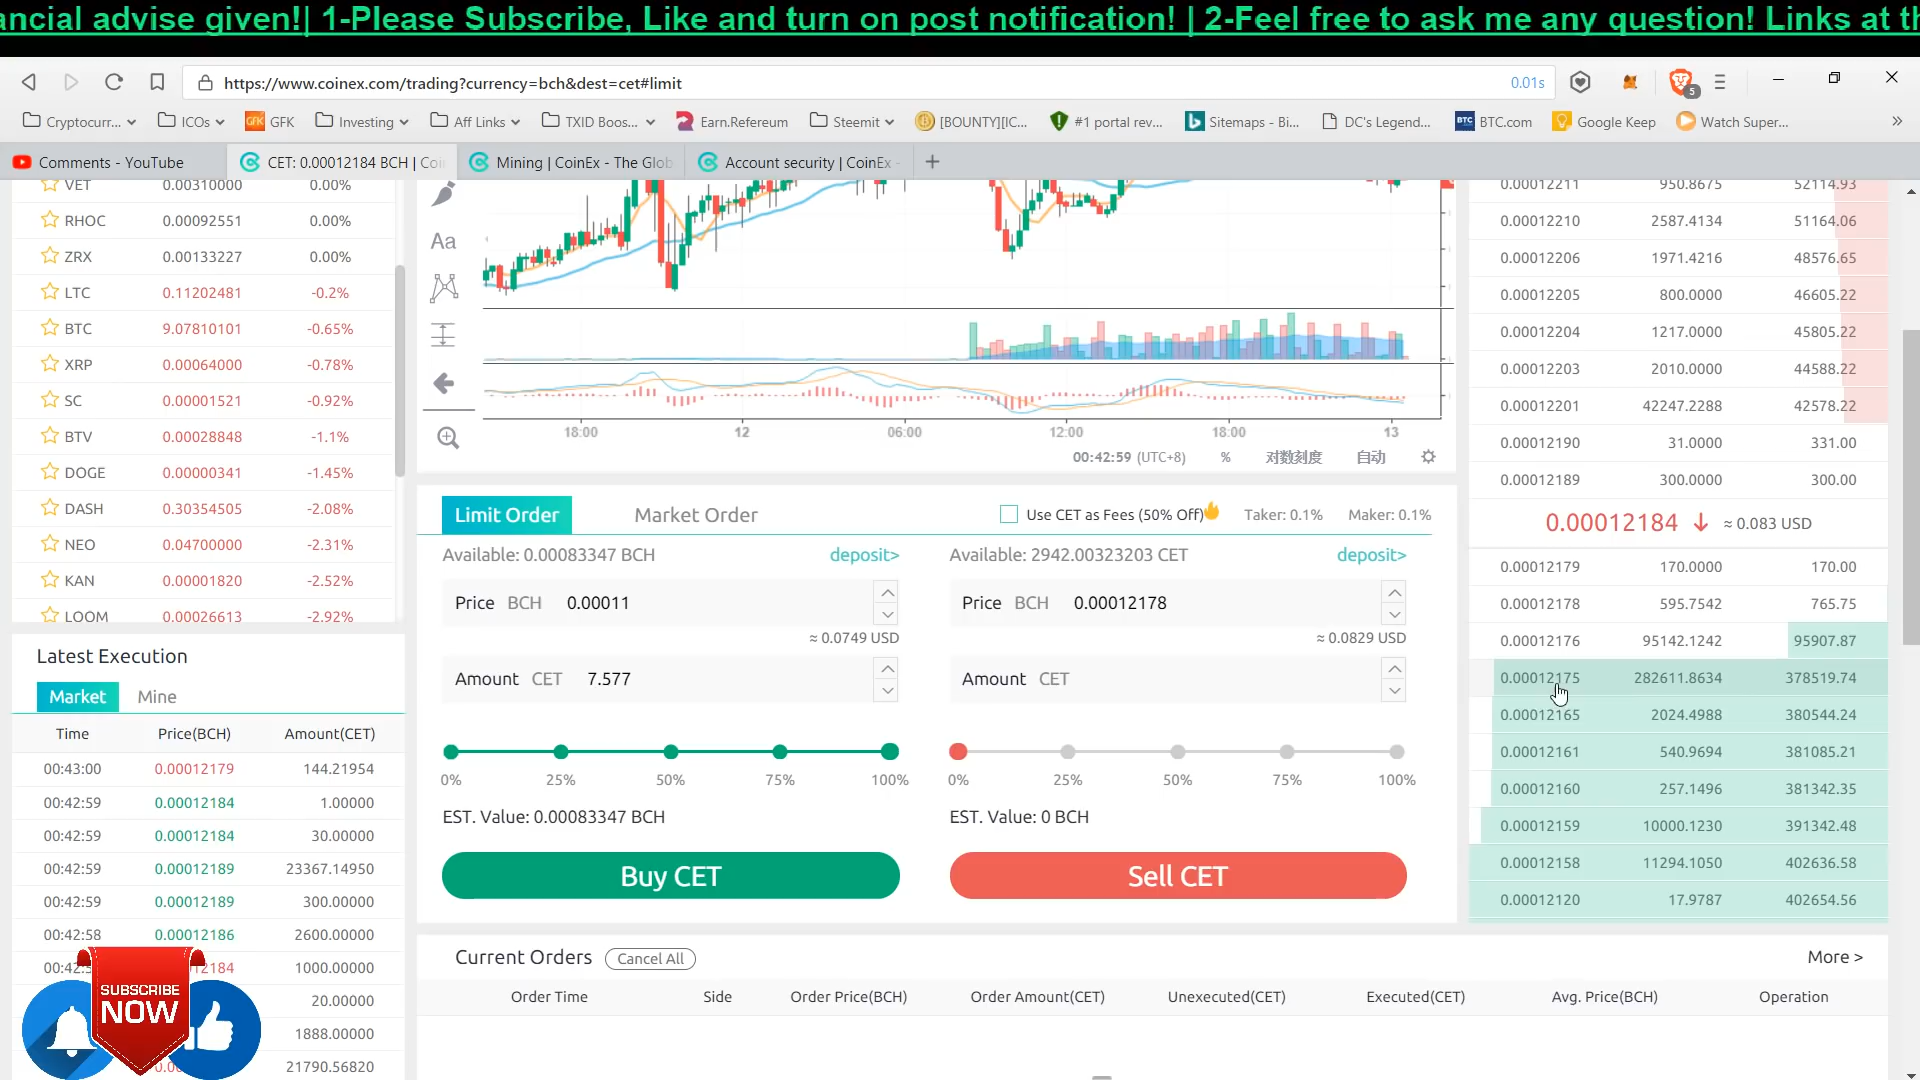 ancial advise given!| 1-Please Subscribe, Like and turn on post notification! | 2-Feel free to ask me any question! Links at th
https://www.coinex.com/trading?currency=bch&dest=cet#limit
0.01s
5
Cryptocurr...
ICOs
GFK
GFK
Investing
Aff Links
TXID Boos...
Earn.Refereum
Steemit
[BOUNTY][IC...
#1 portal rev...
Sitemaps - Bi...
DC's Legend...
BTC
BTC.com
Google Keep
Watch Super...
»
Comments - YouTube
CET: 0.00012184 BCH | Coi
Mining | CoinEx - The Glob
Account security | CoinEx -
VET 0.00310000 0.00%
RHOC 0.00092551 0.00%
ZRX 0.00133227 0.00%
LTC 0.11202481 -0.2%
BTC 9.07810101 -0.65%
XRP 0.00064000 -0.78%
SC 0.00001521 -0.92%
BTV 0.00028848 -1.1%
DOGE 0.00000341 -1.45%
DASH 0.30354505 -2.08%
NEO 0.04700000 -2.31%
KAN 0.00001820 -2.52%
LOOM 0.00026613 -2.92%
Latest Execution
Market Mine
Time Price(BCH) Amount(CET)
00:43:00 0.00012179 144.21954
00:42:59 0.00012184 1.00000
00:42:59 0.00012184 30.00000
00:42:59 0.00012189 23367.14950
00:42:59 0.00012189 300.00000
00:42:58 0.00012186 2600.00000
00:42:5 12184 1000.00000
20.00000
1888.00000
0.00 21790.56820
SUBSCRIBE
NOW
Aa
18:00 12 06:00 12:00 18:00 13
00:42:59 (UTC+8) % 对数刻度 自动
Limit Order Market Order
Use CET as Fees (50% Off) Taker: 0.1% Maker: 0.1%
Available: 0.00083347 BCH deposit>
Price BCH 0.00011
≈ 0.0749 USD
Amount CET 7.577
0% 25% 50% 75% 100%
EST. Value: 0.00083347 BCH
Buy CET
Available: 2942.00323203 CET deposit>
Price BCH 0.00012178
≈ 0.0829 USD
Amount CET
0% 25% 50% 75% 100%
EST. Value: 0 BCH
Sell CET
0.00012211 950.8675 52114.93
0.00012210 2587.4134 51164.06
0.00012206 1971.4216 48576.65
0.00012205 800.0000 46605.22
0.00012204 1217.0000 45805.22
0.00012203 2010.0000 44588.22
0.00012201 42247.2288 42578.22
0.00012190 31.0000 331.00
0.00012189 300.0000 300.00
0.00012184 ↓ ≈ 0.083 USD
0.00012179 170.0000 170.00
0.00012178 595.7542 765.75
0.00012176 95142.1242 95907.87
0.00012175 282611.8634 378519.74
0.00012165 2024.4988 380544.24
0.00012161 540.9694 381085.21
0.00012160 257.1496 381342.35
0.00012159 10000.1230 391342.48
0.00012158 11294.1050 402636.58
0.00012120 17.9787 402654.56
Current Orders Cancel All More >
Order Time Side Order Price(BCH) Order Amount(CET) Unexecuted(CET) Executed(CET) Avg. Price(BCH) Operation